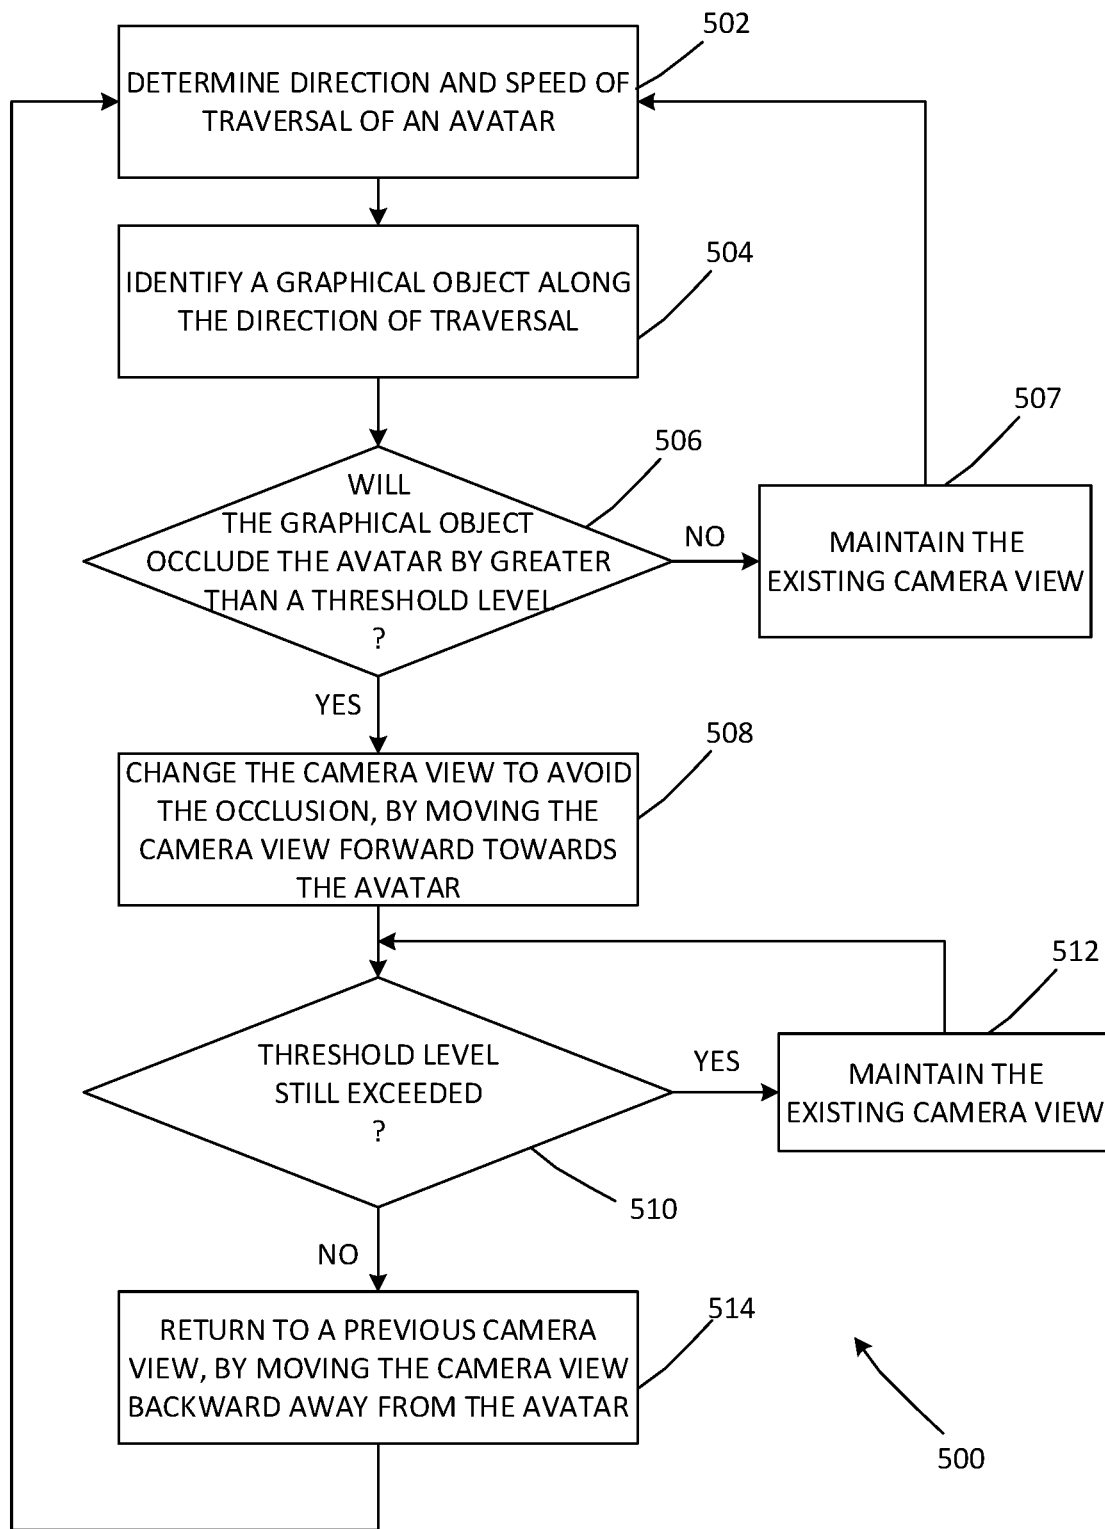 502
DETERMINE DIRECTION AND SPEED OF
TRAVERSAL OF AN AVATAR
504
IDENTIFY A GRAPHICAL OBJECT ALONG
THE DIRECTION OF TRAVERSAL
507
506
WILL
THE GRAPHICAL OBJECT
OCCLUDE THE AVATAR BY GREATER
THAN A THRESHOLD LEVEL
?
NO
MAINTAIN THE
EXISTING CAMERA VIEW
YES
508
CHANGE THE CAMERA VIEW TO AVOID
THE OCCLUSION, BY MOVING THE
CAMERA VIEW FORWARD TOWARDS
THE AVATAR
512
THRESHOLD LEVEL
STILL EXCEEDED
?
YES
MAINTAIN THE
EXISTING CAMERA VIEW
510
NO
514
RETURN TO A PREVIOUS CAMERA
VIEW, BY MOVING THE CAMERA VIEW
BACKWARD AWAY FROM THE AVATAR
500